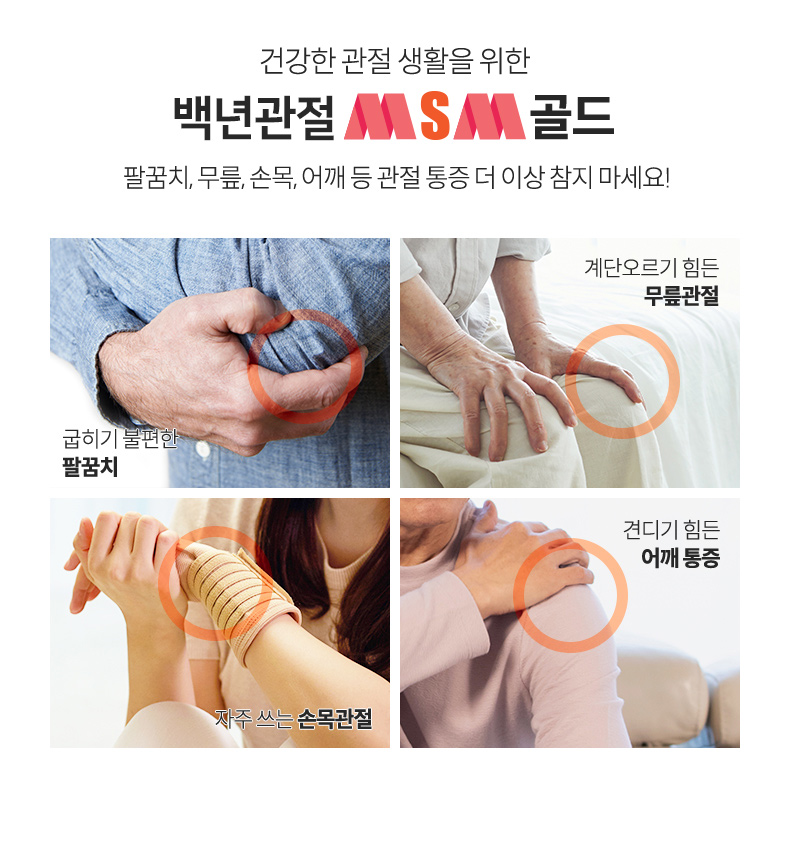 건강한 관절 생활을 위한
백년관절 MSM 골드
팔꿈치, 무릎, 손목, 어깨 등 관절 통증 더 이상 참지 마세요!
굽히기 불편한
팔꿈치
계단오르기 힘든
무릎관절
자주 쓰는 손목관절
견디기 힘든
어깨 통증